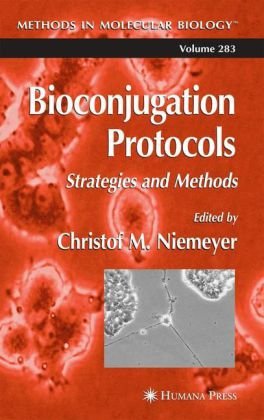 METHODS IN MOLECULAR BIOLOGY™
Volume 283
Bioconjugation
Protocols
Strategies and Methods
Edited by
Christof M. Niemeyer
HUMANA PRESS